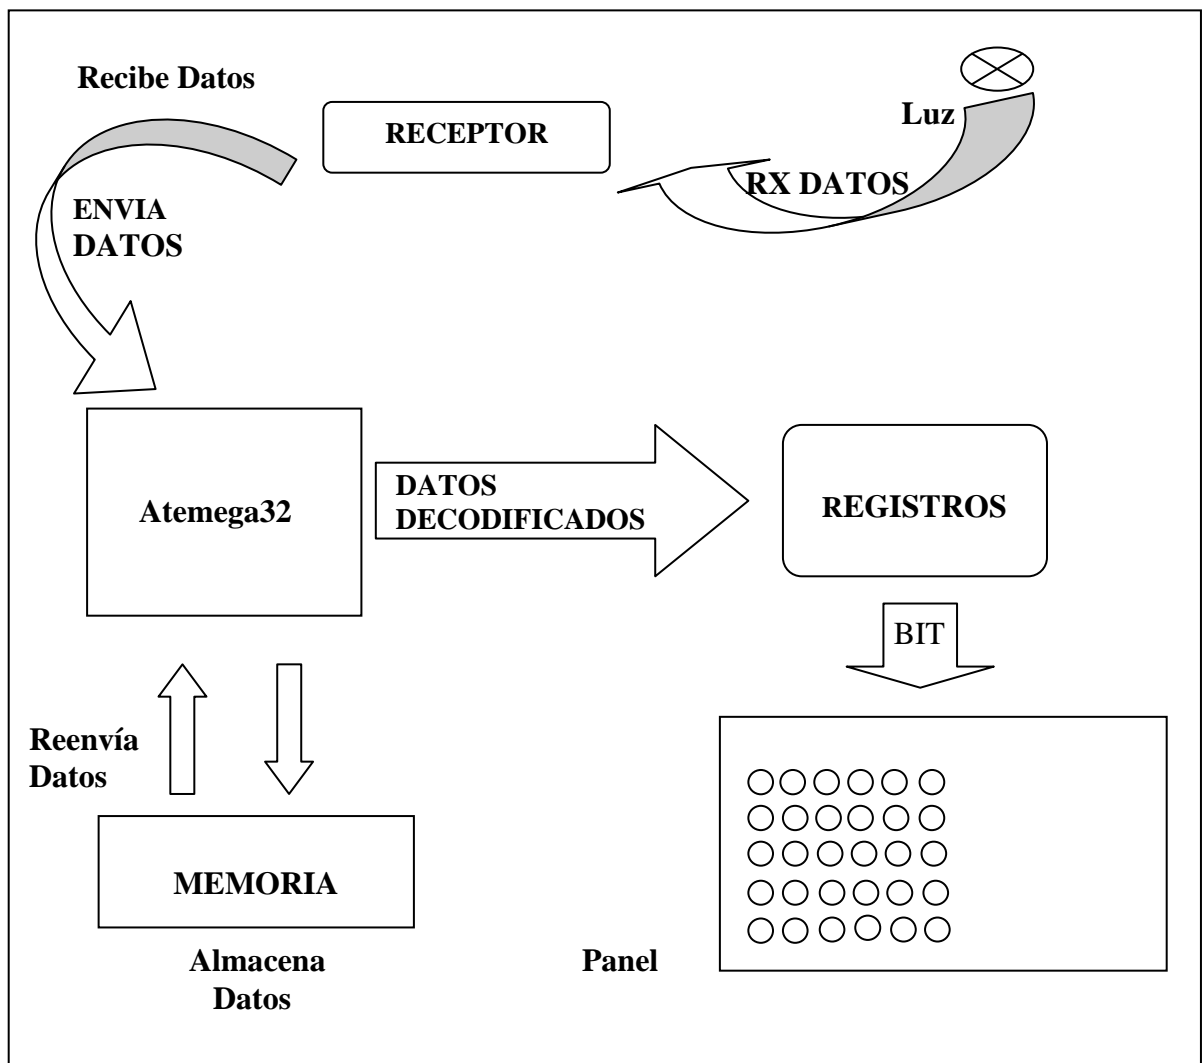 Recibe Datos
RECEPTOR
Luz
RX DATOS
ENVIA
DATOS
Atemega32
DATOS
DECODIFICADOS
REGISTROS
BIT
Reenvía
Datos
MEMORIA
Almacena
Datos
Panel